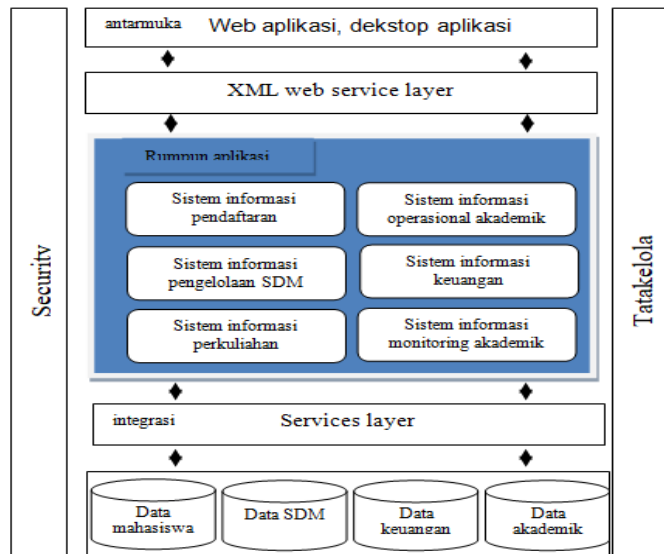 antarmuka Web aplikasi, dekstop aplikasi
XML web service layer
Rumpun aplikasi
Sistem informasi
pendaftaran
Sistem informasi
operasional akademik
Sistem informasi
pengelolaan SDM
Sistem informasi
keuangan
Sistem informasi
perkuliahan
Sistem informasi
monitoring akademik
integrasi Services layer
Data
mahasiswa
Data SDM
Data
keuangan
Data
akademik
Security
Tatakelola